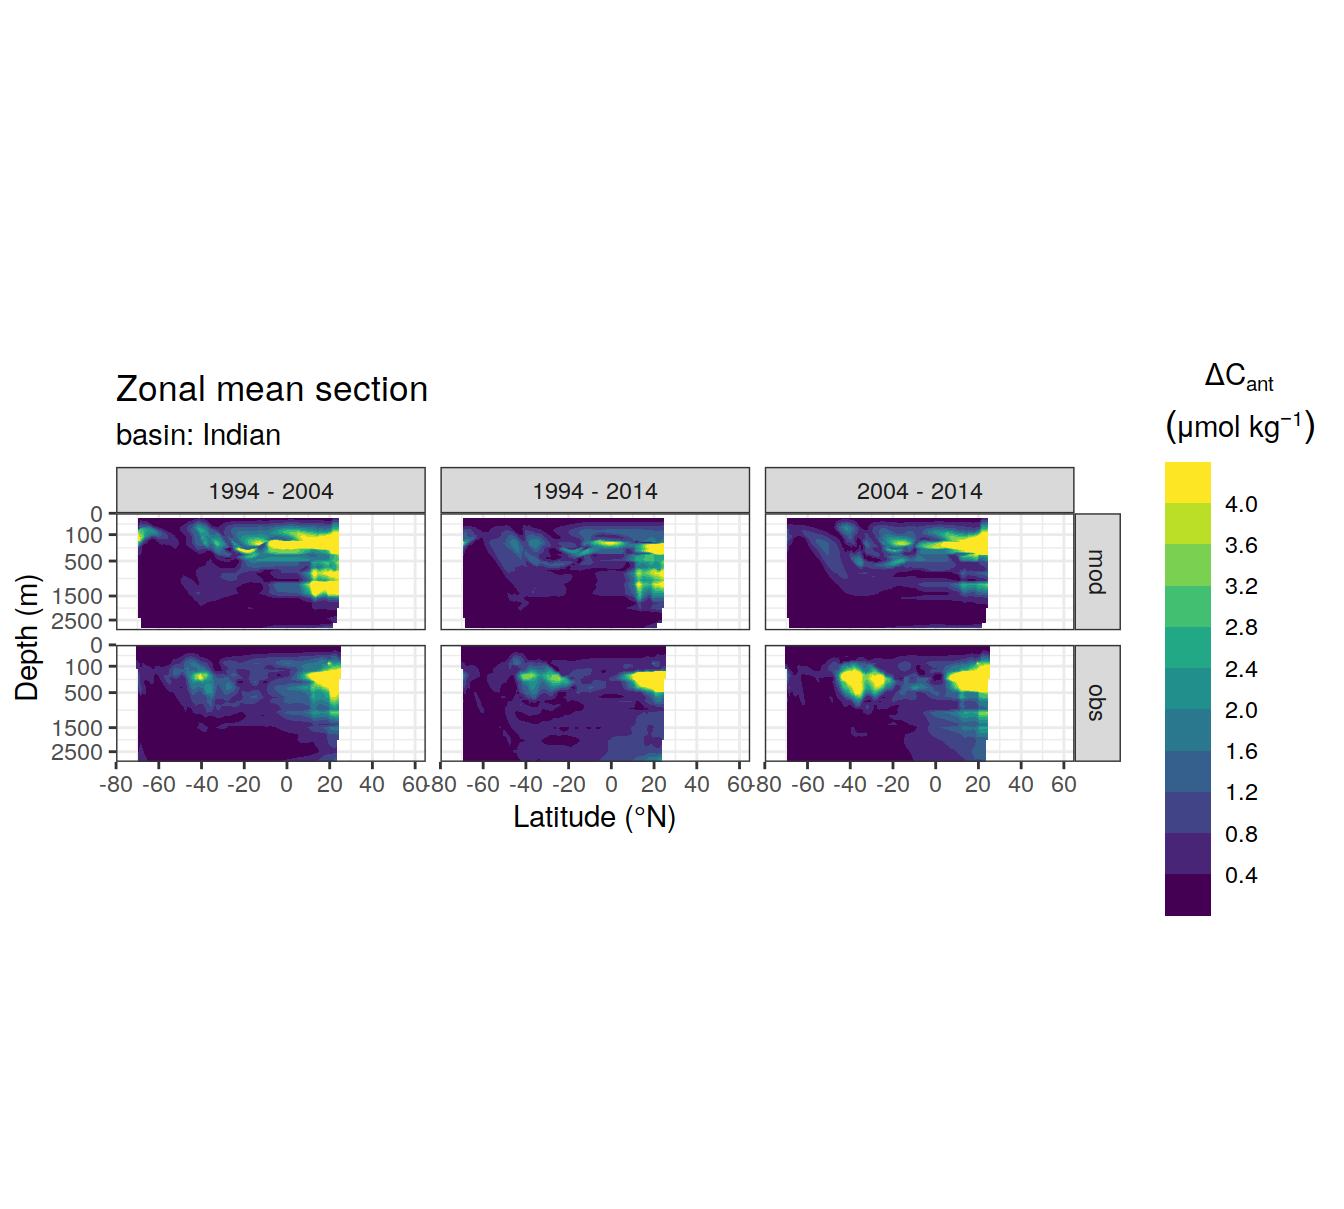 Zonal mean section
basin: Indian
ΔCant
(μmol kg⁻¹)
1994 - 2004
1994 - 2014
2004 - 2014
0
100
500
1500
2500
mod
0
100
500
1500
2500
obs
-80 -60 -40 -20 0 20 40 60
-80 -60 -40 -20 0 20 40 60
-80 -60 -40 -20 0 20 40 60
Depth (m)
Latitude (°N)
4.0
3.6
3.2
2.8
2.4
2.0
1.6
1.2
0.8
0.4